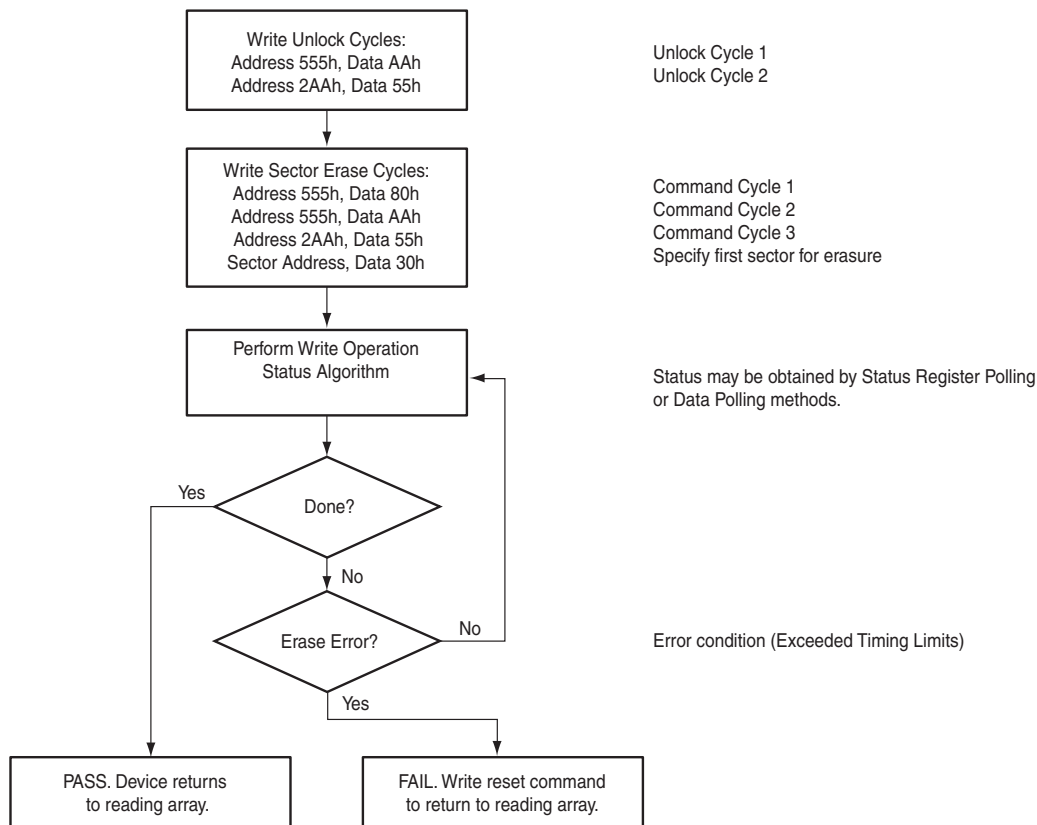 Write Unlock Cycles:
Address 555h, Data AAh
Address 2AAh, Data 55h
Unlock Cycle 1
Unlock Cycle 2
Write Sector Erase Cycles:
Address 555h, Data 80h
Address 555h, Data AAh
Address 2AAh, Data 55h
Sector Address, Data 30h
Command Cycle 1
Command Cycle 2
Command Cycle 3
Specify first sector for erasure
Perform Write Operation
Status Algorithm
Status may be obtained by Status Register Polling
or Data Polling methods.
Yes
Done?
No
Erase Error?
No
Error condition (Exceeded Timing Limits)
Yes
PASS. Device returns
to reading array.
FAIL. Write reset command
to return to reading array.